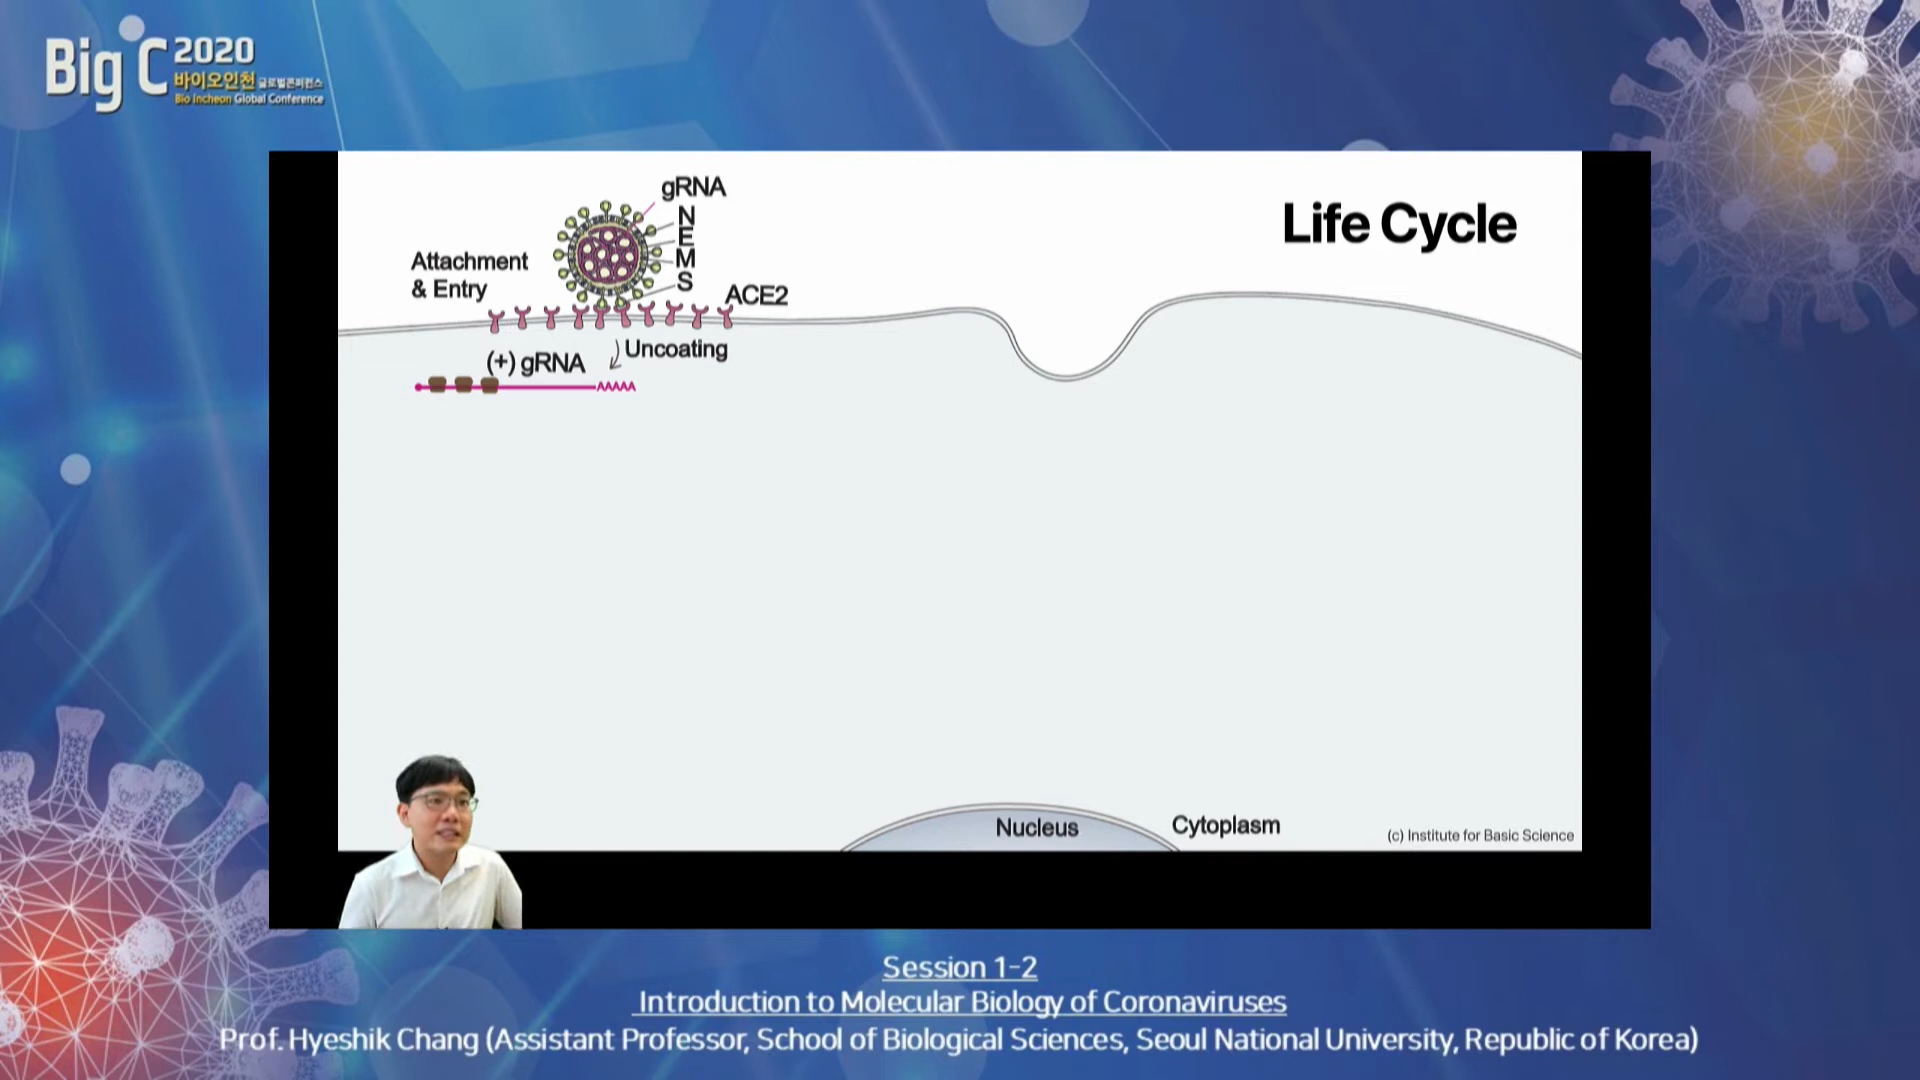 Big C 2020
바이오인천 글로벌콘퍼런스
Bio Incheon Global Conference
Life Cycle
gRNA
N
E
M
S
Attachment
& Entry
ACE2
(+) gRNA
Uncoating
Nucleus
Cytoplasm
(c) Institute for Basic Science
Session 1-2
Introduction to Molecular Biology of Coronaviruses
Prof. Hyeshik Chang (Assistant Professor, School of Biological Sciences, Seoul National University, Republic of Korea)